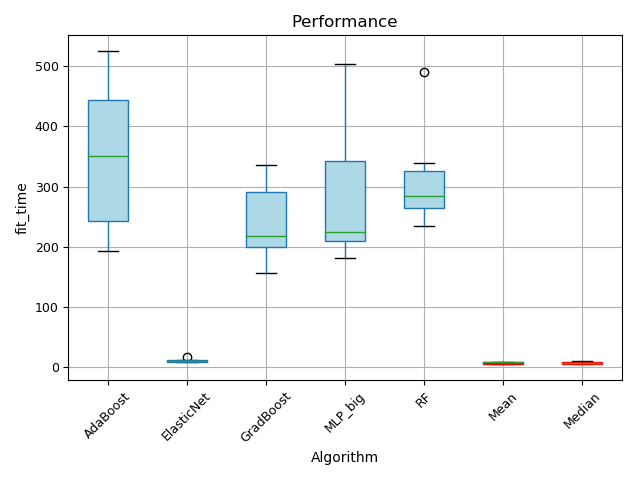 Performance
fit_time
500
400
300
200
100
0
AdaBoost
ElasticNet
GradBoost
MLP_big
RF
Mean
Median
Algorithm